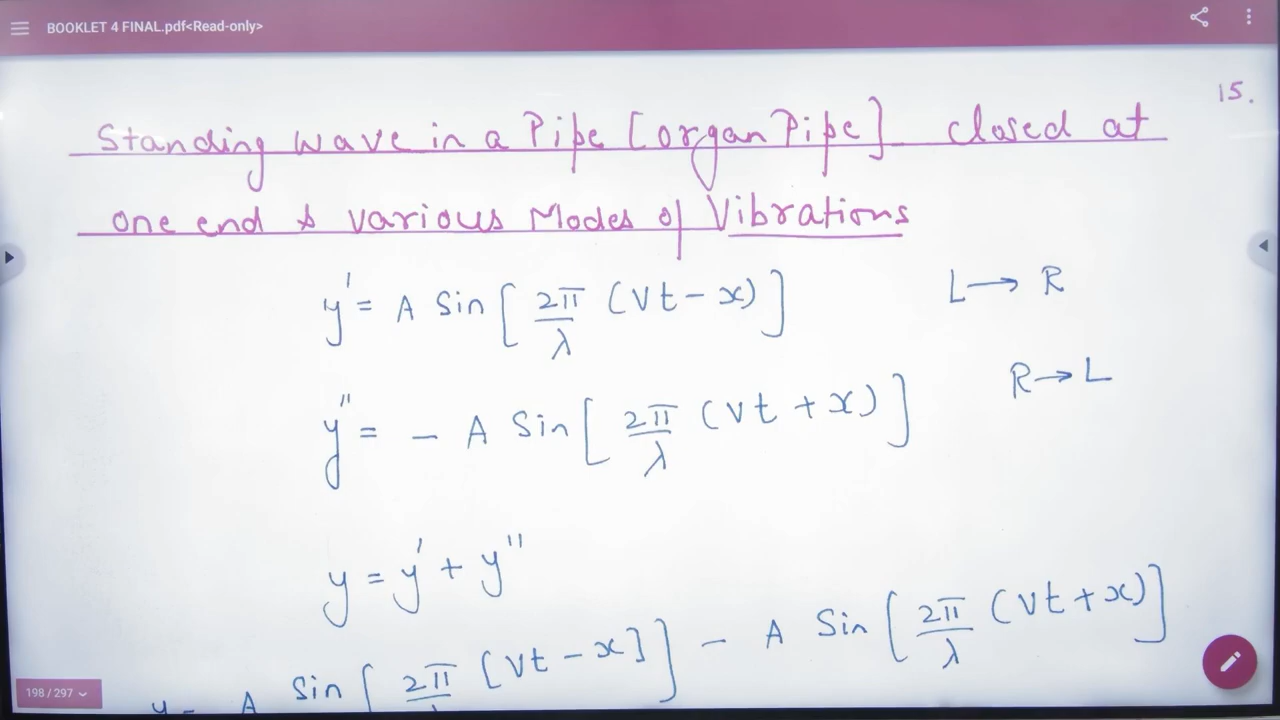 BOOKLET 4 FINAL.pdf<Read-only>
15.
Standing wave in a Pipe [organ Pipe] closed at
one end & various Modes of Vibrations
y' = A Sin [2π/λ (Vt - x)] L → R
y'' = - A Sin [2π/λ (Vt + x)] R → L
y = y' + y''
y = A Sin [2π/λ [Vt - x]] - A Sin [2π/λ (Vt + x)]
198 / 297